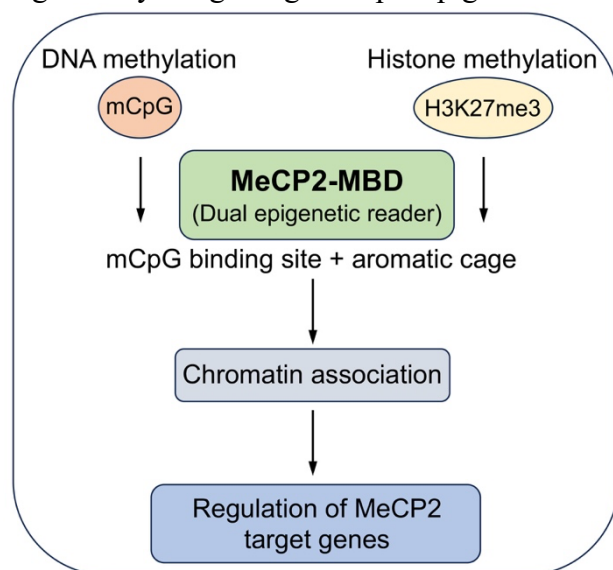 DNA methylation
Histone methylation
mCpG
H3K27me3
MeCP2-MBD
(Dual epigenetic reader)
mCpG binding site + aromatic cage
Chromatin association
Regulation of MeCP2
target genes